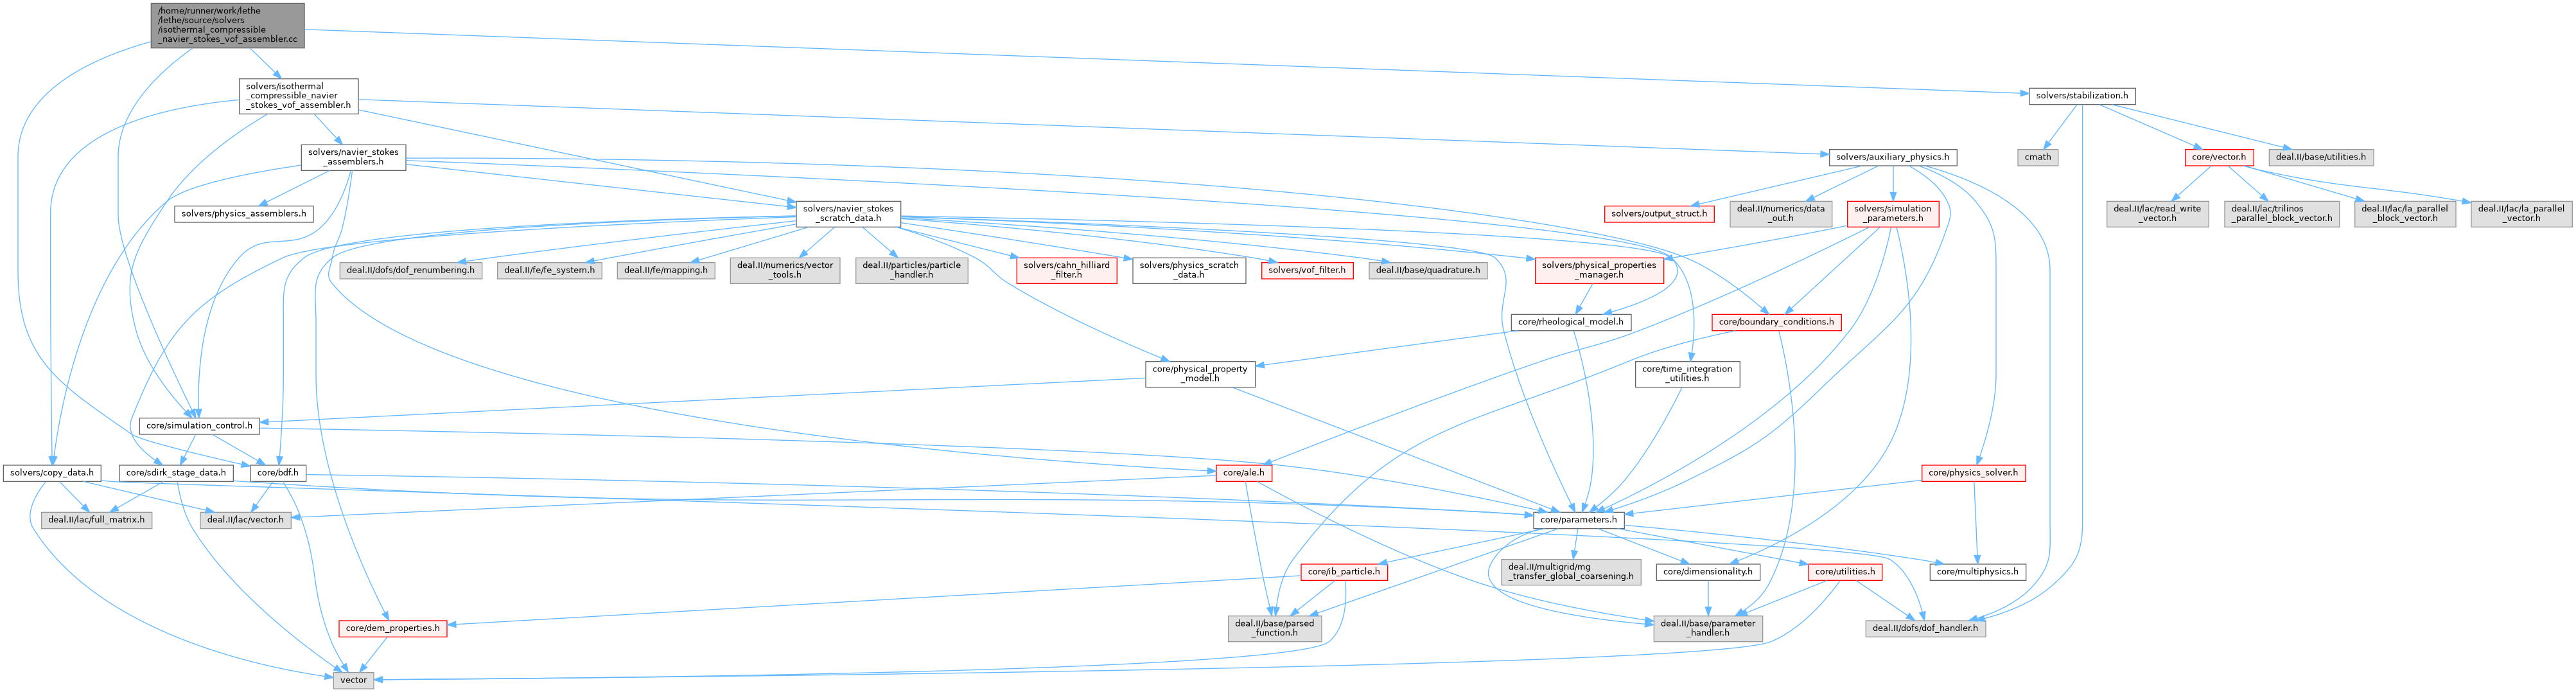 /home/runner/work/lethe
/lethe/source/solvers
/isothermal_compressible
_navier_stokes_vof_assembler.cc
solvers/isothermal
_compressible_navier
_stokes_vof_assembler.h
solvers/stabilization.h
solvers/navier_stokes
_assemblers.h
solvers/auxiliary_physics.h
cmath
core/vector.h
deal.II/base/utilities.h
solvers/physics_assemblers.h
solvers/navier_stokes
_scratch_data.h
solvers/output_struct.h
deal.II/numerics/data
_out.h
solvers/simulation
_parameters.h
deal.II/lac/read_write
_vector.h
deal.II/lac/trilinos
_parallel_block_vector.h
deal.II/lac/la_parallel
_block_vector.h
deal.II/lac/la_parallel
_vector.h
deal.II/dofs/dof_renumbering.h
deal.II/fe/fe_system.h
deal.II/fe/mapping.h
deal.II/numerics/vector
_tools.h
deal.II/particles/particle
_handler.h
solvers/cahn_hilliard
_filter.h
solvers/physics_scratch
_data.h
solvers/vof_filter.h
deal.II/base/quadrature.h
solvers/physical_properties
_manager.h
core/rheological_model.h
core/boundary_conditions.h
core/physical_property
_model.h
core/time_integration
_utilities.h
core/simulation_control.h
solvers/copy_data.h
core/sdirk_stage_data.h
core/bdf.h
core/ale.h
core/physics_solver.h
deal.II/lac/full_matrix.h
deal.II/lac/vector.h
core/parameters.h
core/ib_particle.h
deal.II/multigrid/mg
_transfer_global_coarsening.h
core/dimensionality.h
core/utilities.h
core/multiphysics.h
core/dem_properties.h
deal.II/base/parsed
_function.h
deal.II/base/parameter
_handler.h
deal.II/dofs/dof_handler.h
vector